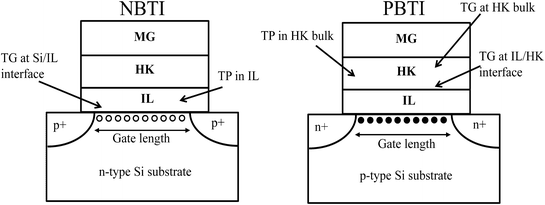 NBTI
MG
HK
IL
TG at Si/IL
interface
TP in IL
p+
p+
Gate length
n-type Si substrate
PBTI
TG at HK bulk
TP in HK bulk
MG
HK
TG at IL/HK
interface
IL
n+
n+
Gate length
p-type Si substrate